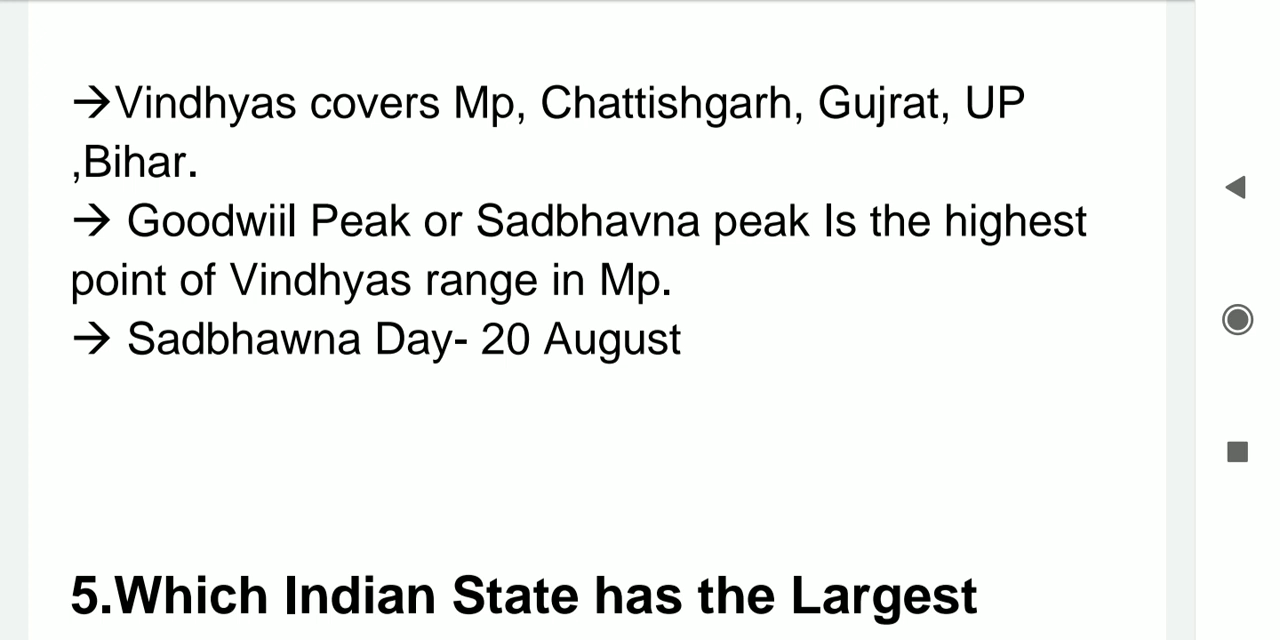 →Vindhyas covers Mp, Chattishgarh, Gujrat, UP
,Bihar.
→ Goodwiil Peak or Sadbhavna peak Is the highest
point of Vindhyas range in Mp.
→ Sadbhawna Day- 20 August
5.Which Indian State has the Largest